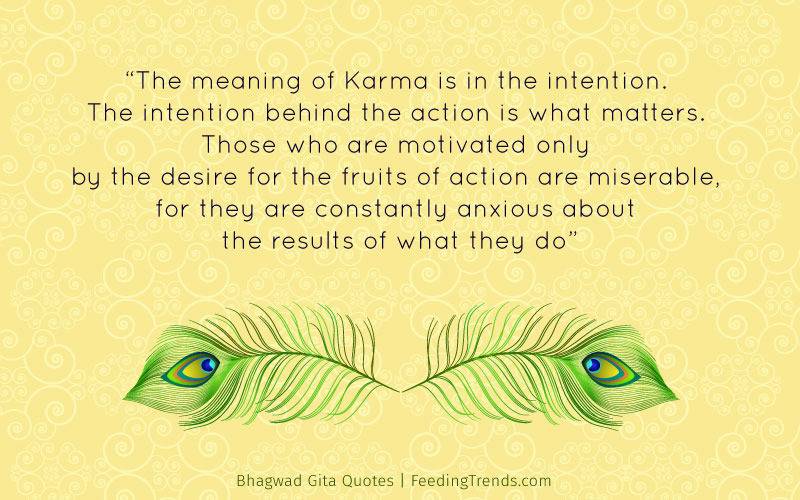 “The meaning of Karma is in the intention.
The intention behind the action is what matters.
Those who are motivated only
by the desire for the fruits of action are miserable,
for they are constantly anxious about
the results of what they do”
Bhagwad Gita Quotes | FeedingTrends.com